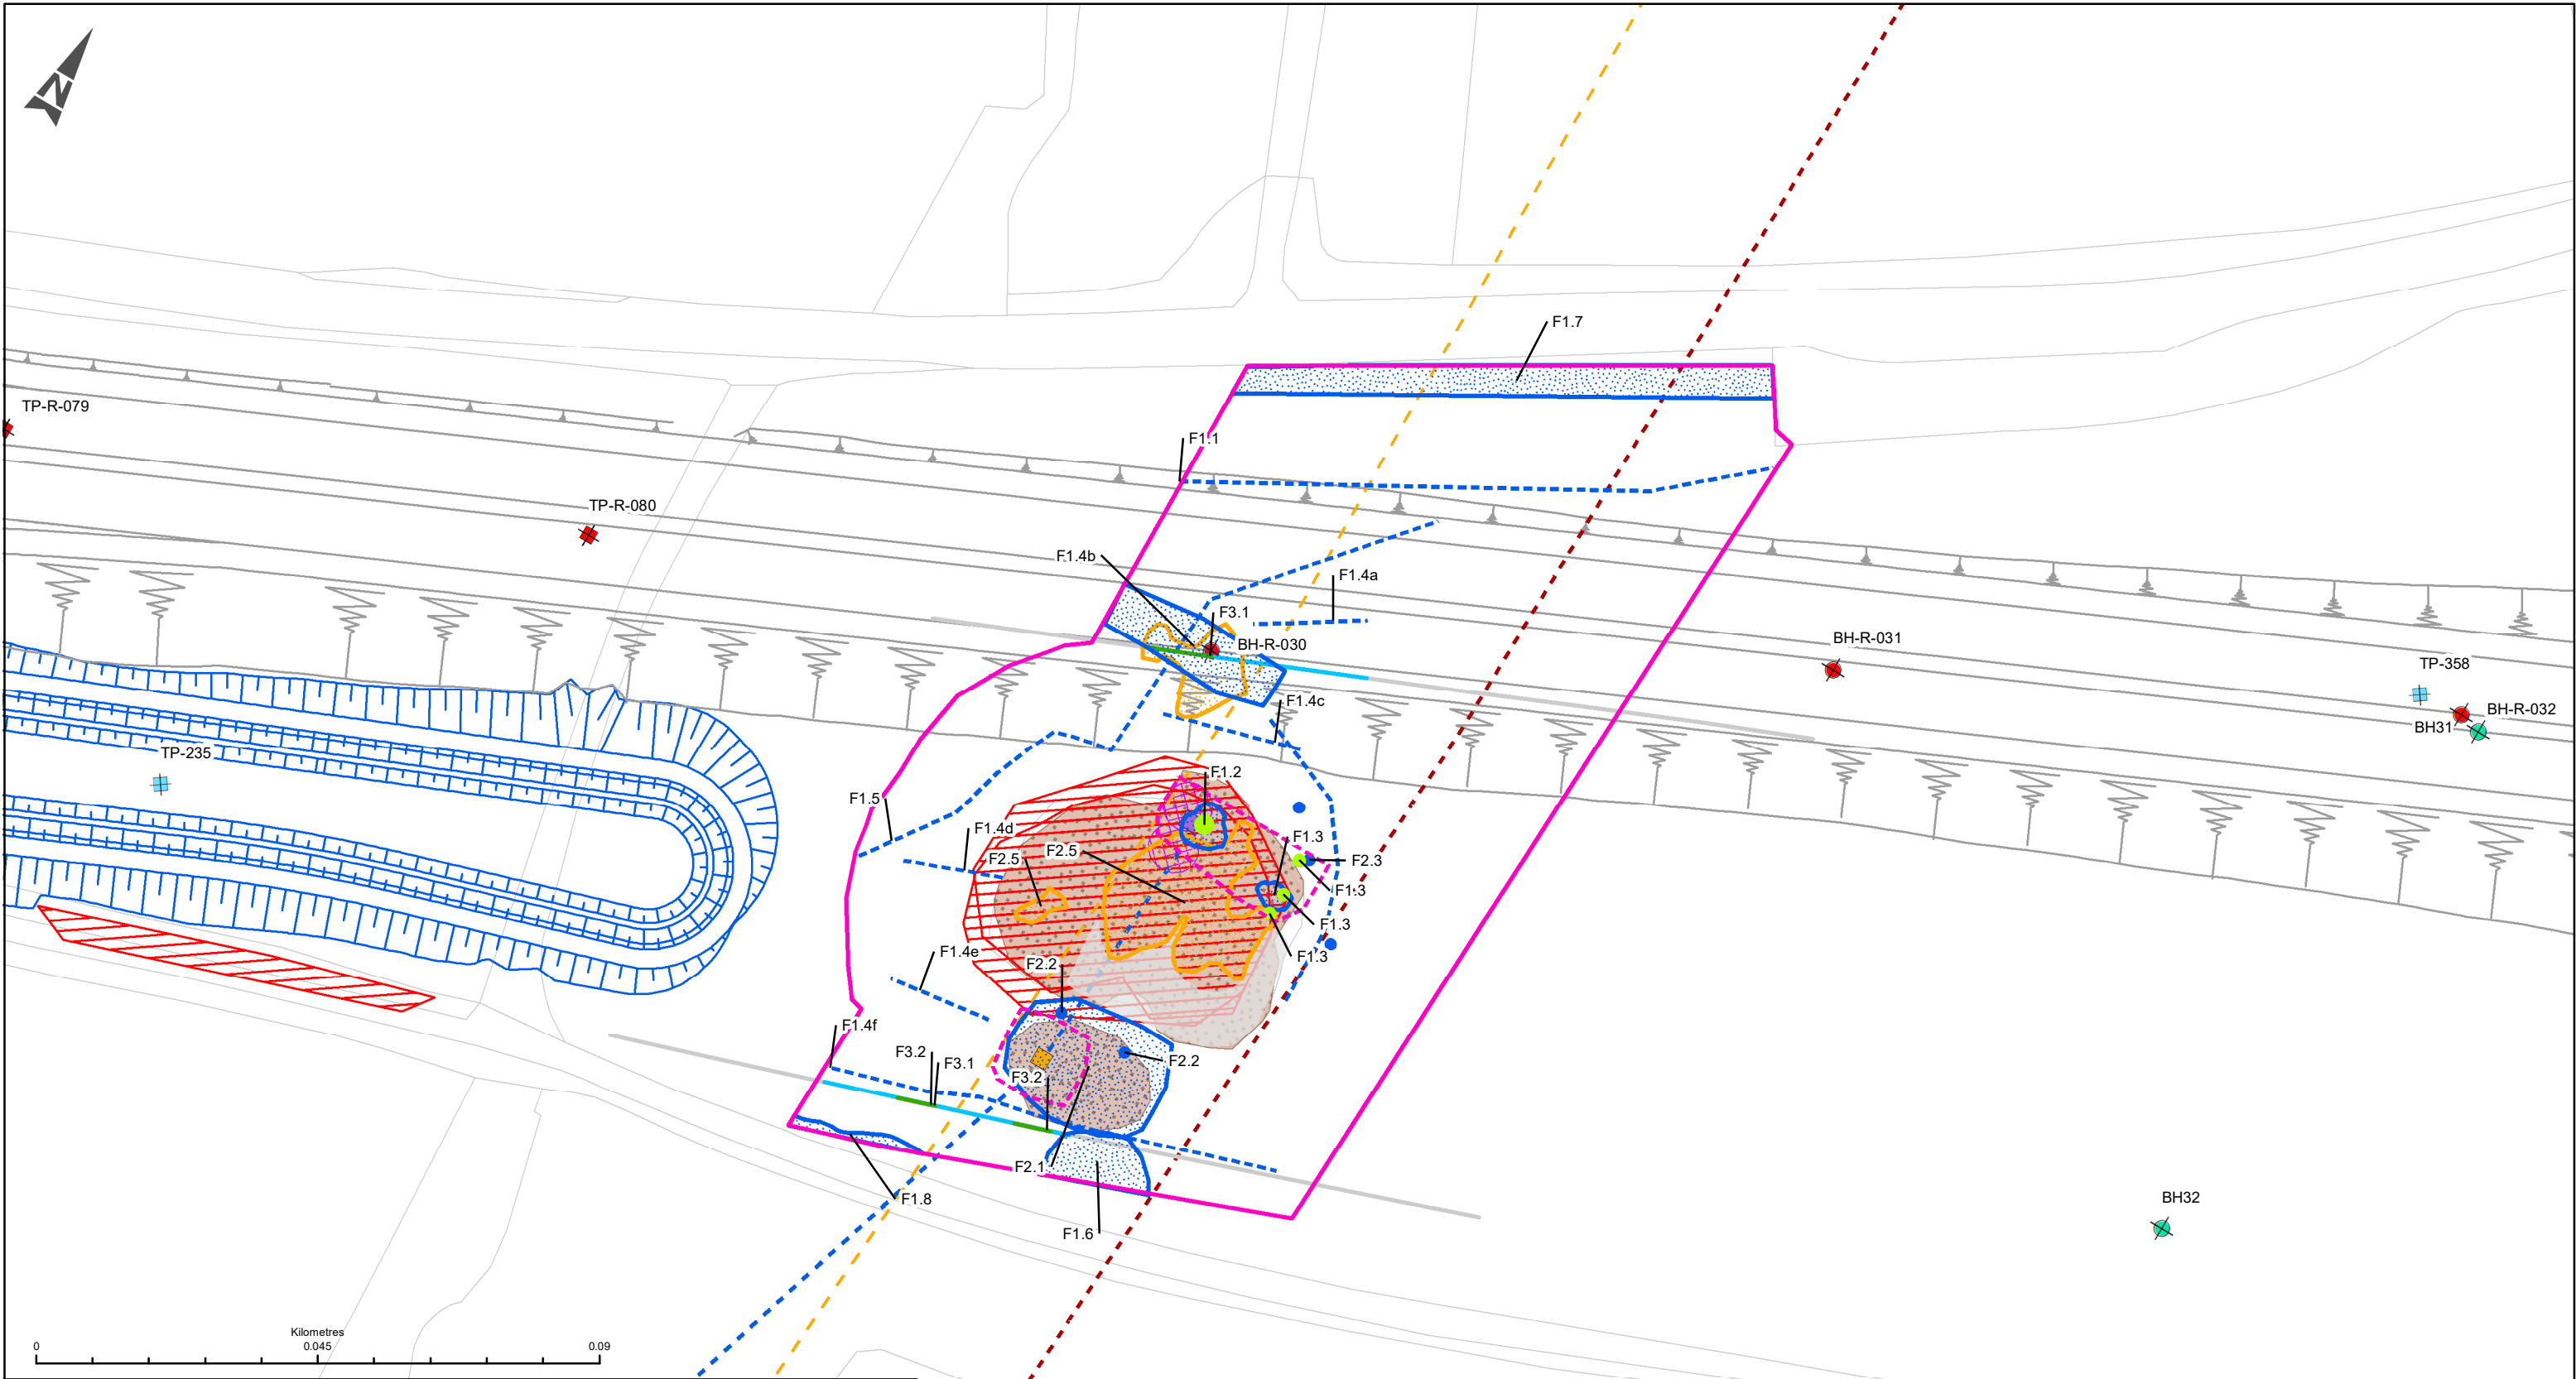 N
F1.7
TP-R-079
F1.1
TP-R-080
F1.4b
F1.4a
F3.1
BH-R-030
BH-R-031
TP-358
F1.4c
BH-R-032
BH31
TP-235
F1.2
F1.5
F1.4d
F1.3
F2.5
F2.5
F2.3
F1.3
F1.3
F1.4e
F1.3
F2.2
F1.4f
F3.2
F3.1
F2.2
F3.2
F2.1
F1.8
BH32
F1.6
Kilometres
0 0.045 0.09